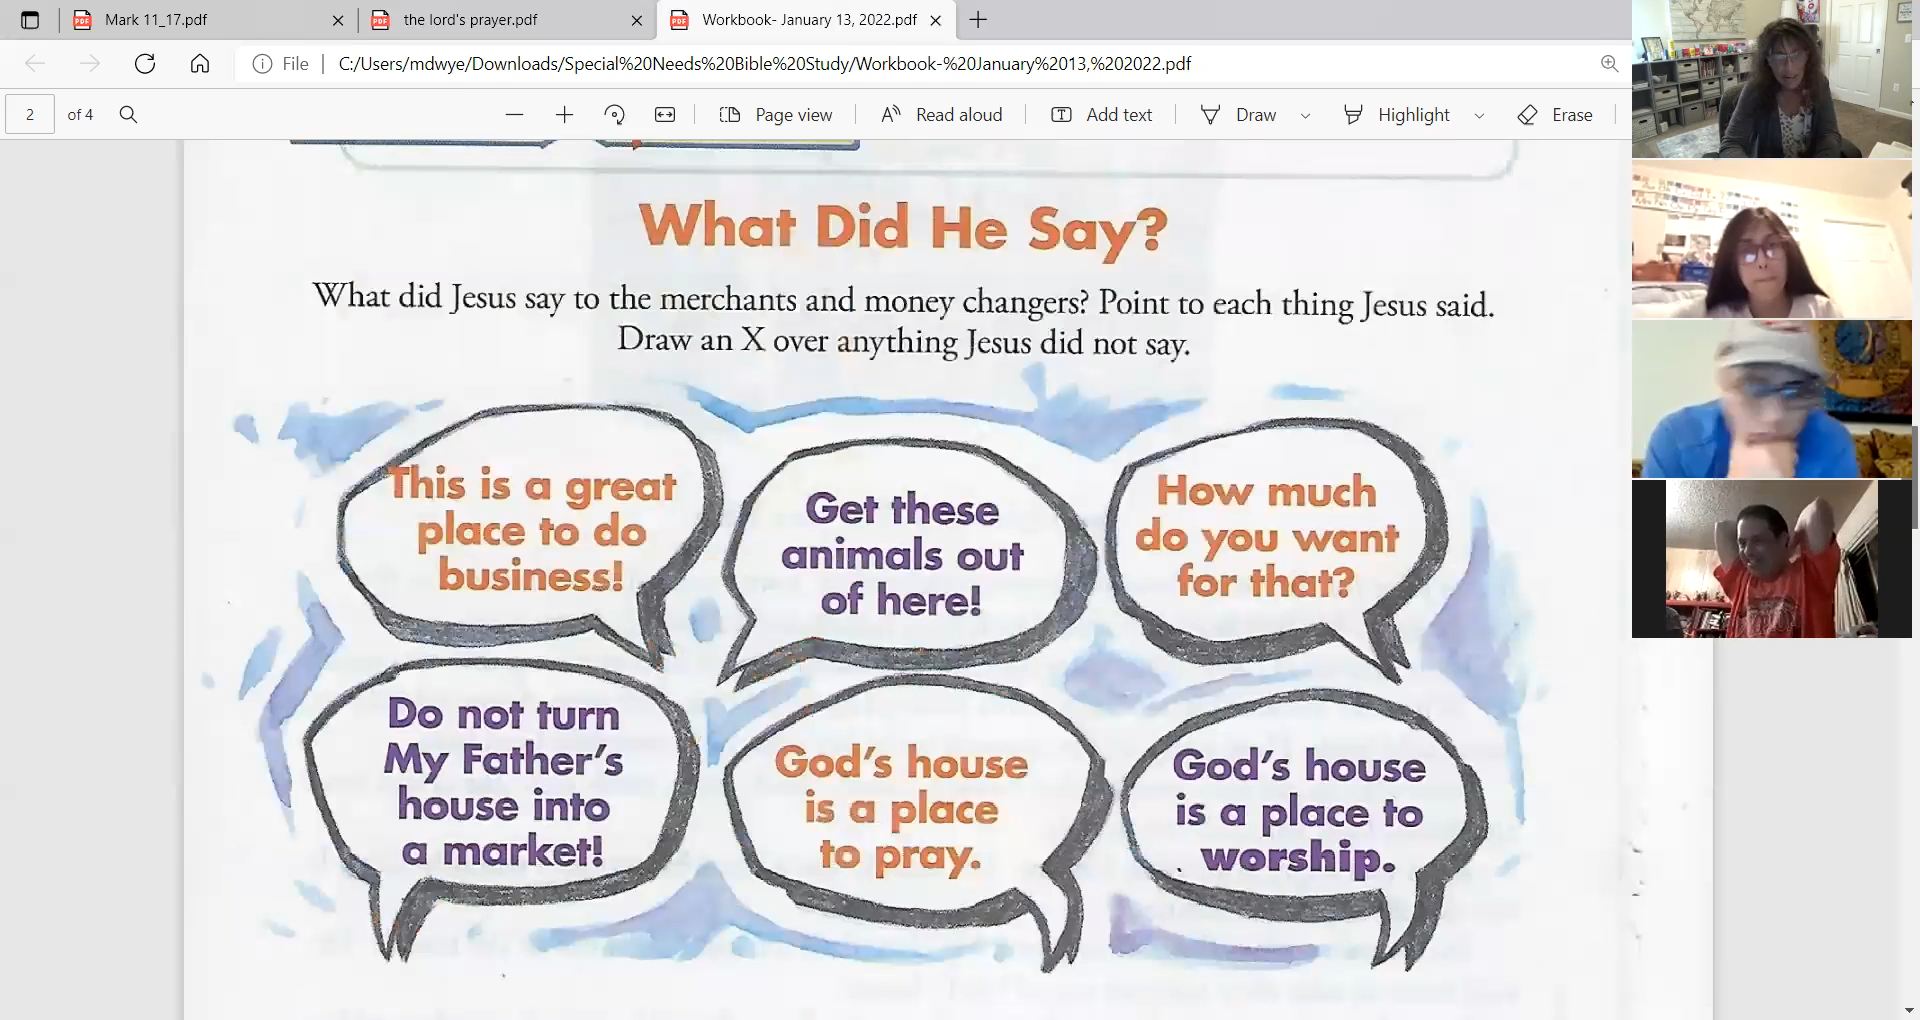 Mark 11_17.pdf
the lord's prayer.pdf
Workbook- January 13, 2022.pdf
File
C:/Users/mdwye/Downloads/Special%20Needs%20Bible%20Study/Workbook-%20January%2013,%202022.pdf
2 of 4
Page view
Read aloud
Add text
Draw
Highlight
Erase
What Did He Say?
What did Jesus say to the merchants and money changers? Point to each thing Jesus said.
Draw an X over anything Jesus did not say.
This is a great
place to do
business!
Get these
animals out
of here!
How much
do you want
for that?
Do not turn
My Father's
house into
a market!
God's house
is a place
to pray.
God's house
is a place to
worship.